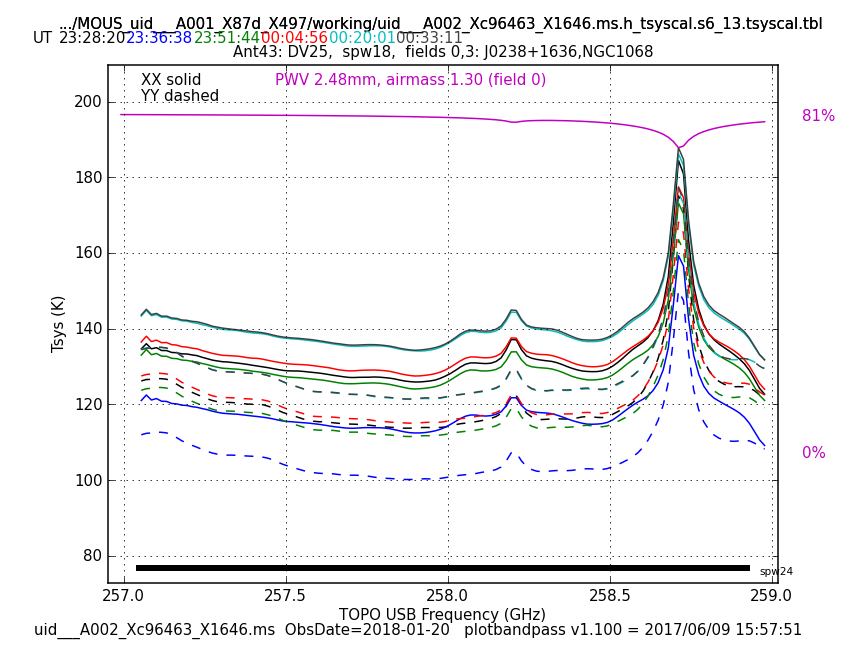 .../MOUS_uid___A001_X87d_X497/working/uid___A002_Xc96463_X1646.ms.h_tsyscal.s6_13.tsyscal.tbl
UT 23:28:20 23:36:38 23:51:44 00:04:56 00:20:01 00:33:11
Ant43: DV25, spw18, fields 0,3: J0238+1636,NGC1068
XX solid PWV 2.48mm, airmass 1.30 (field 0)
YY dashed
200
81%
180
160
Tsys (K)
140
120
0%
100
80
spw24
257.0 257.5 258.0 258.5 259.0
TOPO USB Frequency (GHz)
uid___A002_Xc96463_X1646.ms ObsDate=2018-01-20 plotbandpass v1.100 = 2017/06/09 15:57:51